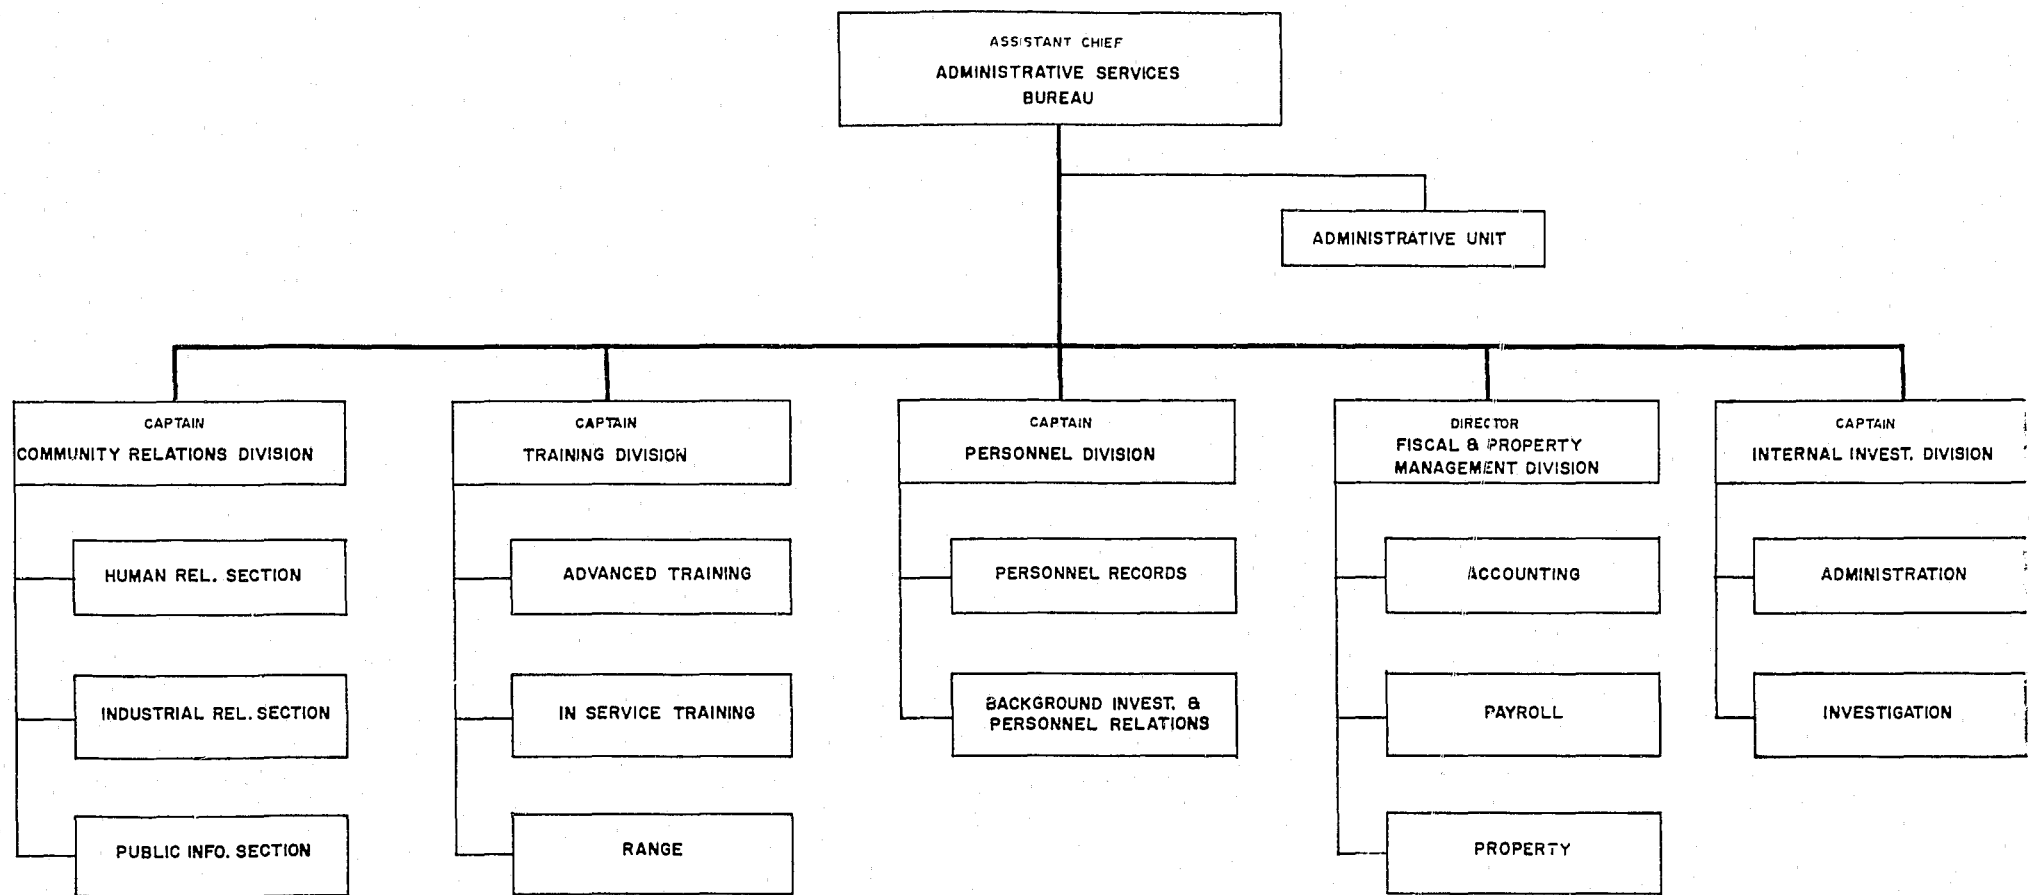 ASSISTANT CHIEF
ADMINISTRATIVE SERVICES
BUREAU
ADMINISTRATIVE UNIT
CAPTAIN
COMMUNITY RELATIONS DIVISION
HUMAN REL. SECTION
INDUSTRIAL REL. SECTION
PUBLIC INFO. SECTION
CAPTAIN
TRAINING DIVISION
ADVANCED TRAINING
IN SERVICE TRAINING
RANGE
CAPTAIN
PERSONNEL DIVISION
PERSONNEL RECORDS
BACKGROUND INVEST. &
PERSONNEL RELATIONS
DIRECTOR
FISCAL & PROPERTY
MANAGEMENT DIVISION
ACCOUNTING
PAYROLL
PROPERTY
CAPTAIN
INTERNAL INVEST. DIVISION
ADMINISTRATION
INVESTIGATION